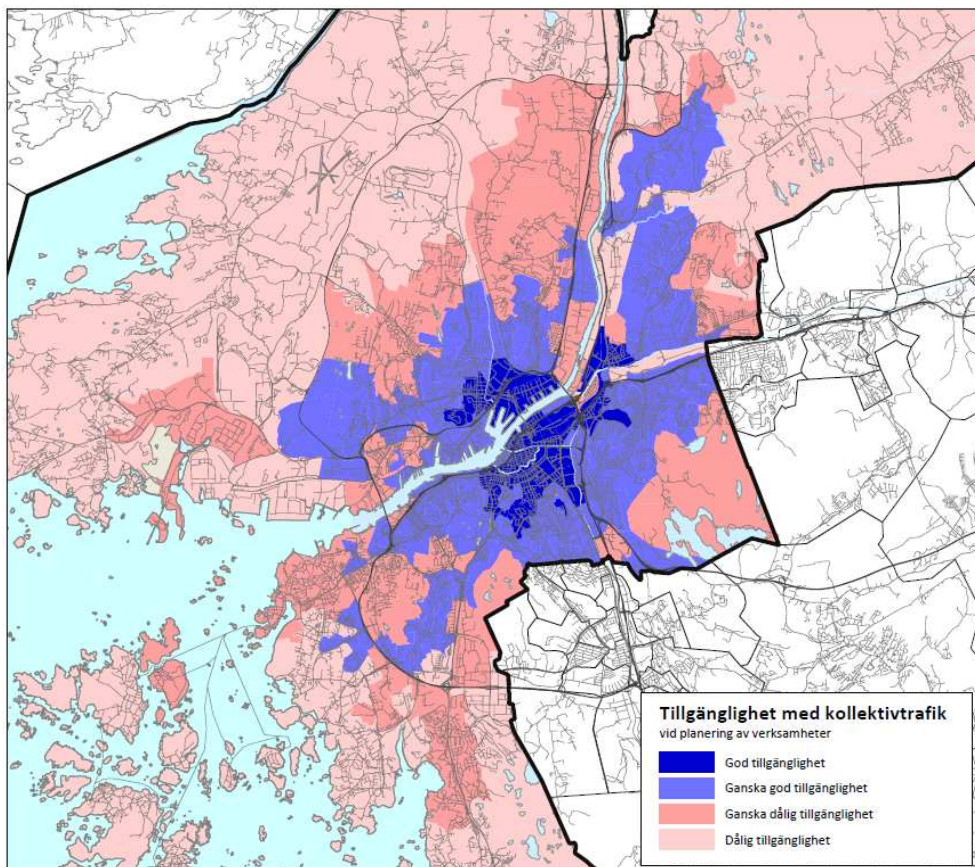 Tillgänglighet med kollektivtrafik
vid planering av verksamheter
God tillgänglighet
Ganska god tillgänglighet
Ganska dålig tillgänglighet
Dålig tillgänglighet